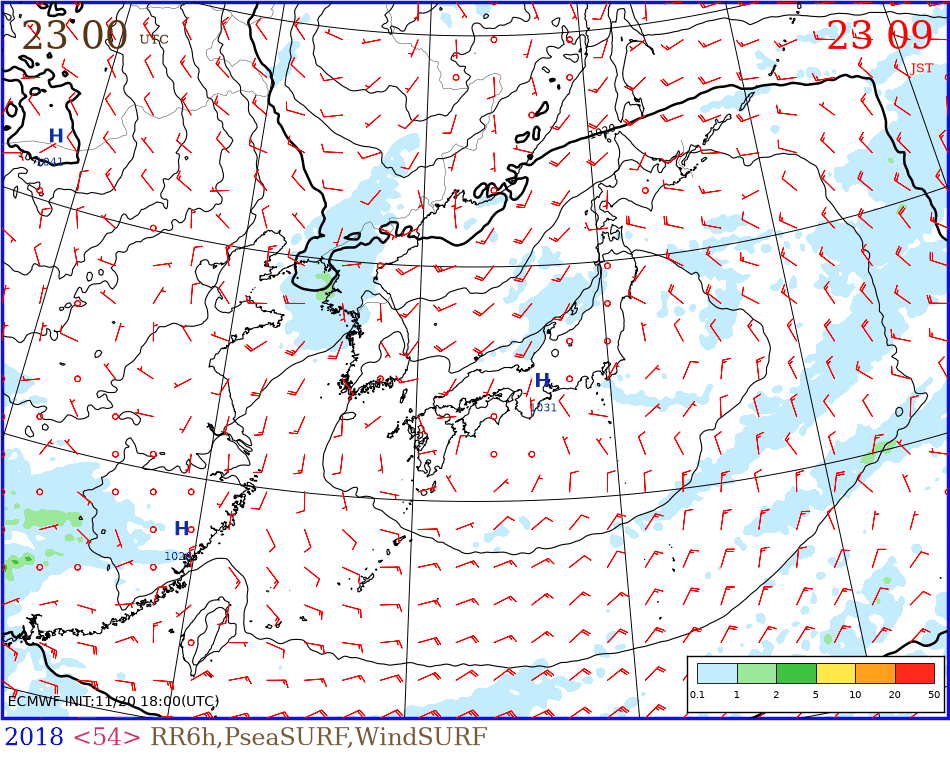 23 00 UTC
23 09
JST
1020
H
1041
H
1031
H
0.1 1 2 5 10 20 50
ECMWF INIT:11/20 18:00(UTC)
2018 <54> RR6h,PseaSURF,WindSURF